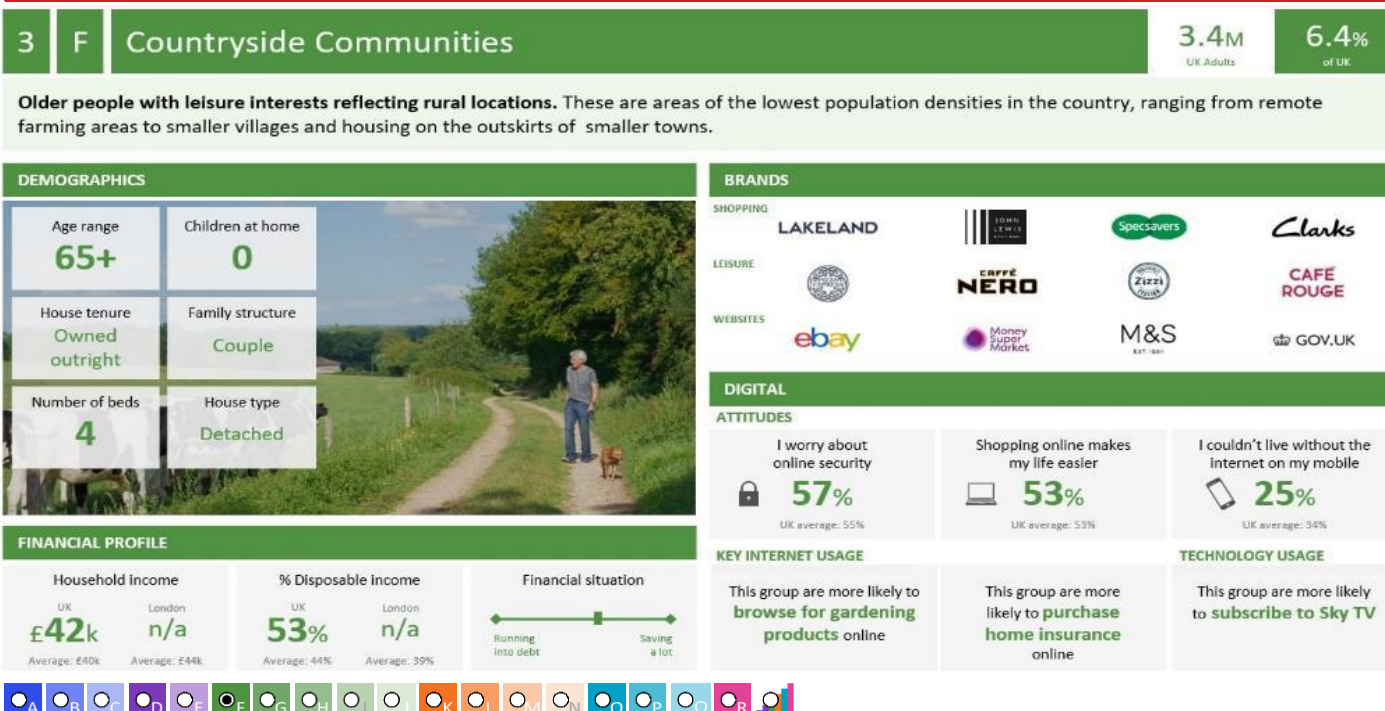 3 F Countryside Communities
3.4M
UK Adults
6.4%
of UK
Older people with leisure interests reflecting rural locations. These are areas of the lowest population densities in the country, ranging from remote
farming areas to smaller villages and housing on the outskirts of smaller towns.
DEMOGRAPHICS
Age range
65+
Children at home
0
House tenure
Owned
outright
Family structure
Couple
Number of beds
4
House type
Detached
FINANCIAL PROFILE
Household income
UK
£42k
Average: £40k
London
n/a
Average: £44k
% Disposable income
UK
53%
Average: 44%
London
n/a
Average: 39%
Financial situation
Running
into debt
Saving
a lot
BRANDS
SHOPPING
LAKELAND
JOHN
LEWIS
Specsavers
Clarks
LEISURE
CAFFÈ
NERO
Zizzi
CAFÉ
ROUGE
WEBSITES
ebay
Money
Super
Market
M&S
EST. 1884
GOV.UK
DIGITAL
ATTITUDES
I worry about
online security
57%
UK average: 55%
Shopping online makes
my life easier
53%
UK average: 53%
I couldn't live without the
internet on my mobile
25%
UK average: 34%
KEY INTERNET USAGE
This group are more likely to
browse for gardening
products online
This group are more
likely to purchase
home insurance
online
TECHNOLOGY USAGE
This group are more likely
to subscribe to Sky TV
A B C D E F G H I J K L M N O P Q R